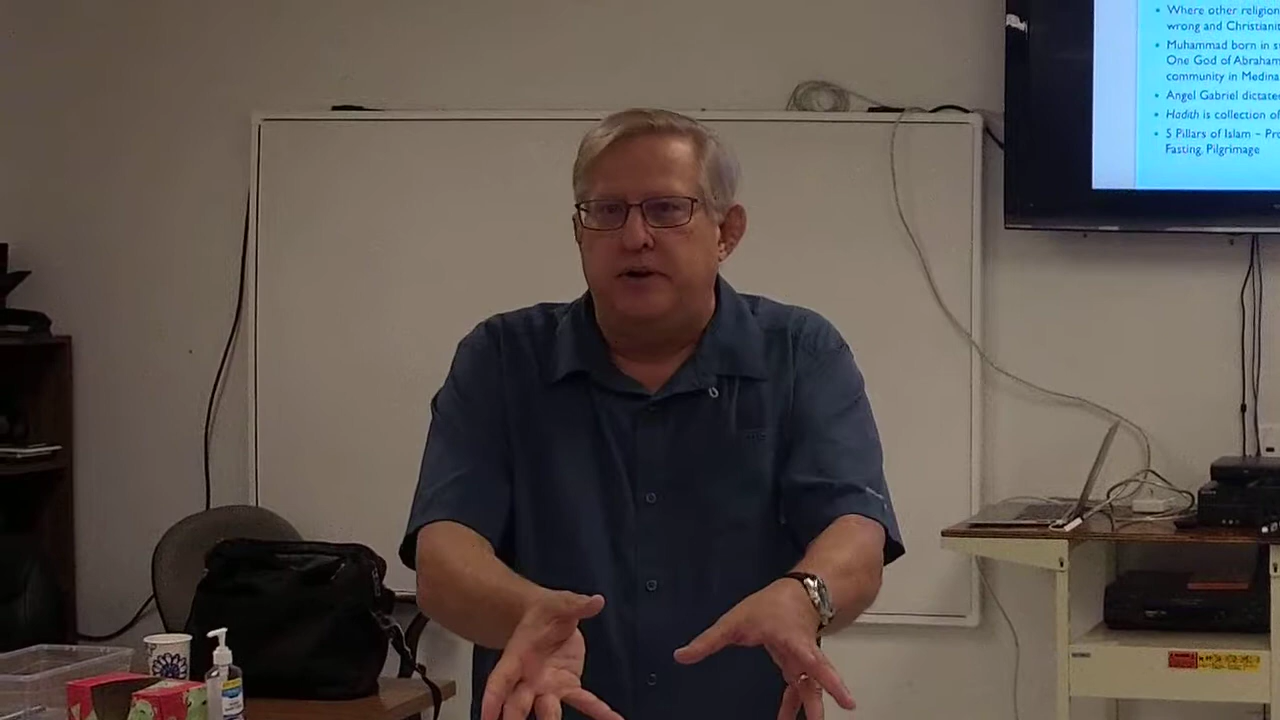 • Where other religion
wrong and Christianit
• Muhammad born in s
One God of Abraham
community in Medina
• Angel Gabriel dictate
• Hadith is collection of
• 5 Pillars of Islam – Pr
Fasting, Pilgrimage